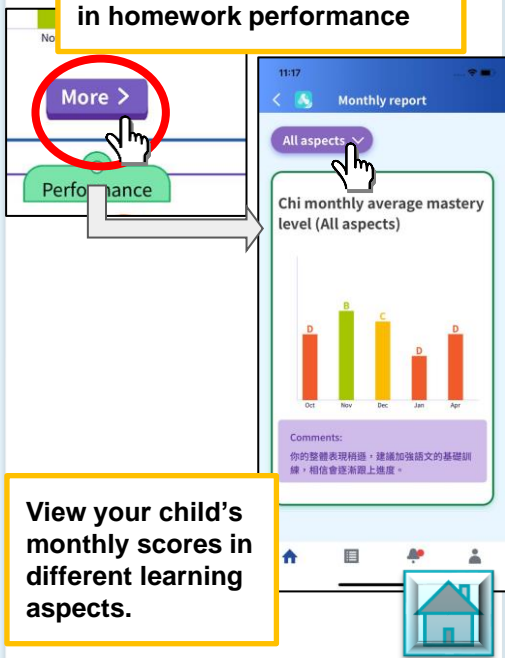 in homework performance
No
More >
Performance
11:17
Monthly report
All aspects
Chi monthly average mastery
level (All aspects)
D
B
C
D
D
Oct
Nov
Dec
Jan
Apr
Comments:
你的整體表現稍遜，建議加強語文的基礎訓
練，相信會逐漸跟上進度。
View your child's
monthly scores in
different learning
aspects.